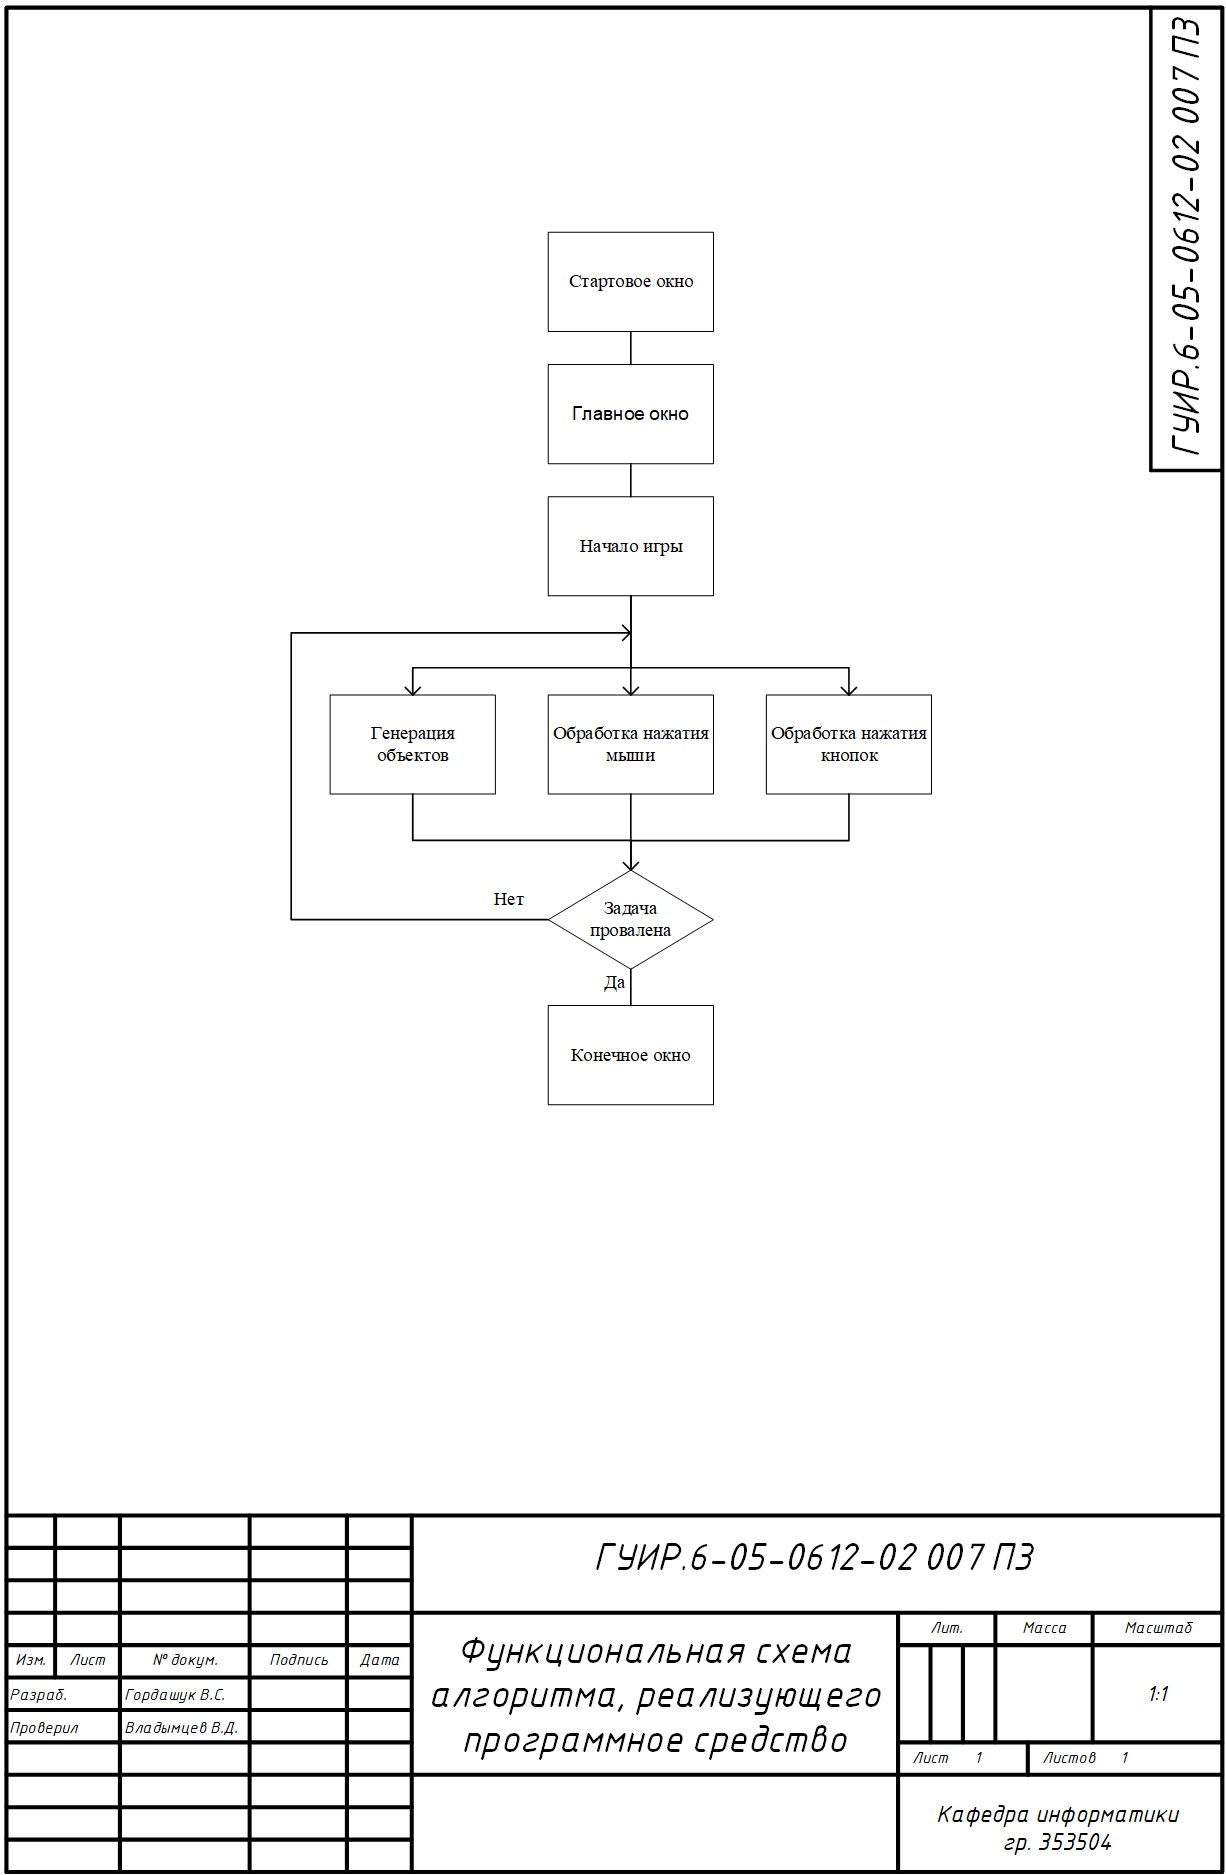 ГУИР.6-05-0612-02 007 ПЗ
Стартовое окно
Главное окно
Начало игры
Генерация
объектов
Обработка нажатия
мыши
Обработка нажатия
кнопок
Нет
Задача
провалена
Да
Конечное окно
ГУИР.6-05-0612-02 007 ПЗ
Изм.
Лист
№ докум.
Подпись
Дата
Разраб.
Гордашук В.С.
Проверил
Владымцев В.Д.
Функциональная схема
алгоритма, реализующего
программное средство
Лит.
Масса
Масштаб
1:1
Лист 1
Листов 1
Кафедра информатики
гр. 353504